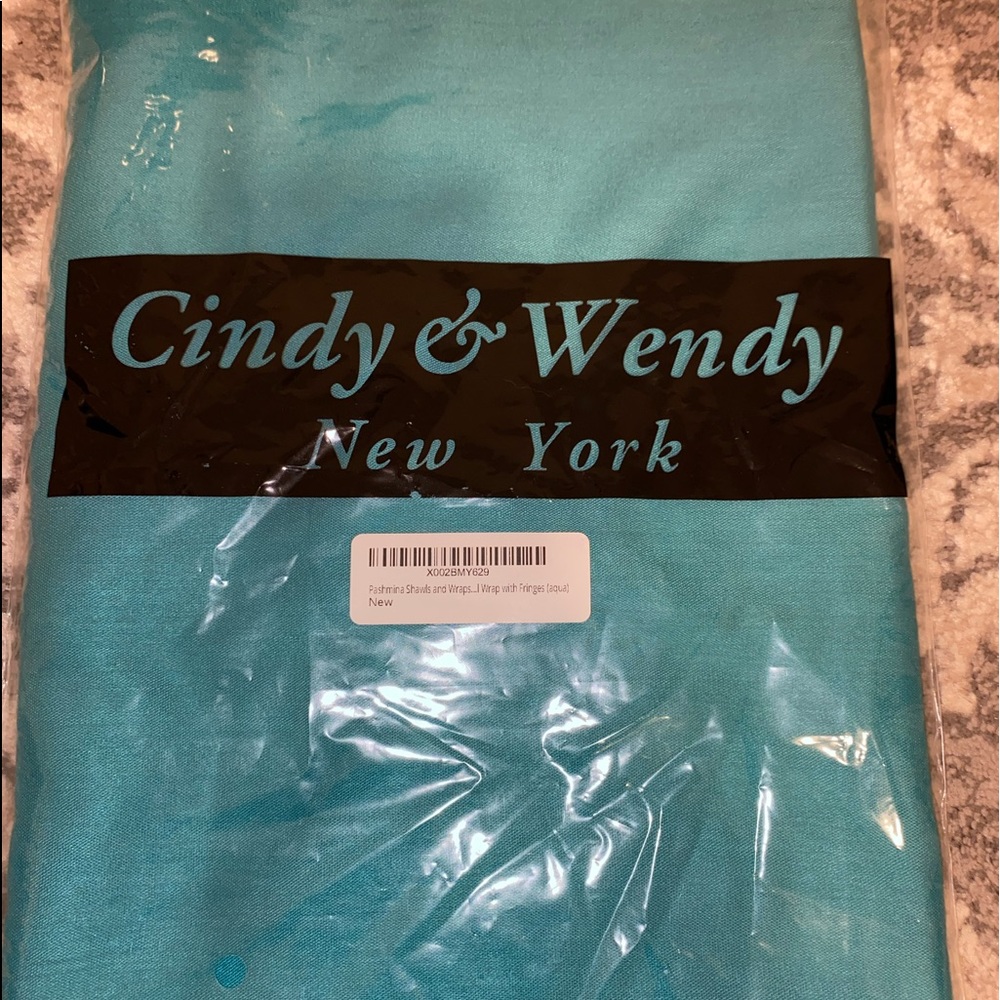 Cindy & Wendy
New York
X002BMY629
Pashmina Shawls and Wraps...l Wrap with Fringes (aqua)
New